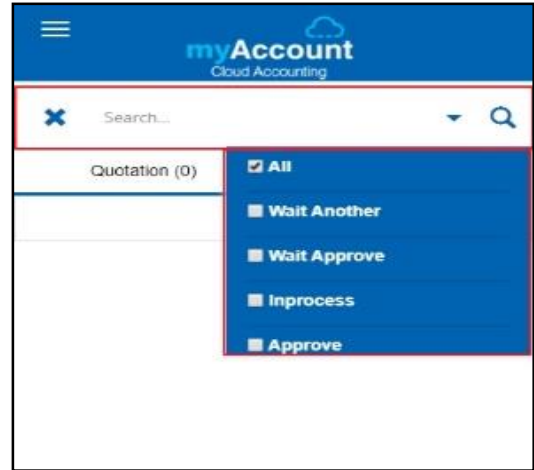 myAccount
Cloud Accounting
Search...
Quotation (0)
All
Wait Another
Wait Approve
Inprocess
Approve